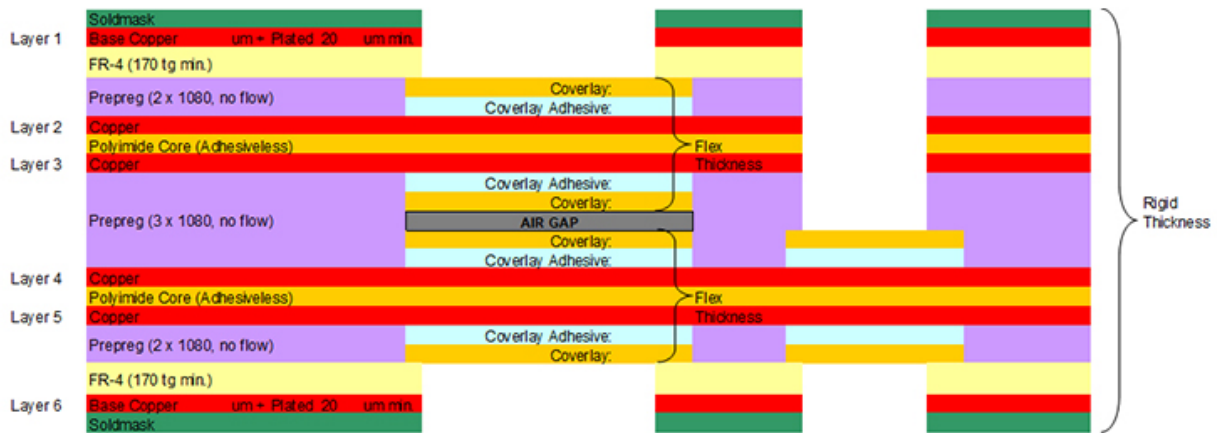 Soldmask
Layer 1 Base Copper um + Plated 20 um min.
FR-4 (170 tg min.)
Coverlay:
Prepreg (2 x 1080, no flow)
Coverlay Adhesive:
Layer 2 Copper
Polyimide Core (Adhesiveless) Flex
Layer 3 Copper Thickness
Coverlay Adhesive:
Coverlay:
Rigid
Thickness
Prepreg (3 x 1080, no flow) AIR GAP
Coverlay:
Coverlay Adhesive:
Layer 4 Copper
Polyimide Core (Adhesiveless) Flex
Layer 5 Copper Thickness
Coverlay Adhesive:
Prepreg (2 x 1080, no flow)
Coverlay:
FR-4 (170 tg min.)
Layer 6 Base Copper um + Plated 20 um min.
Soldmask